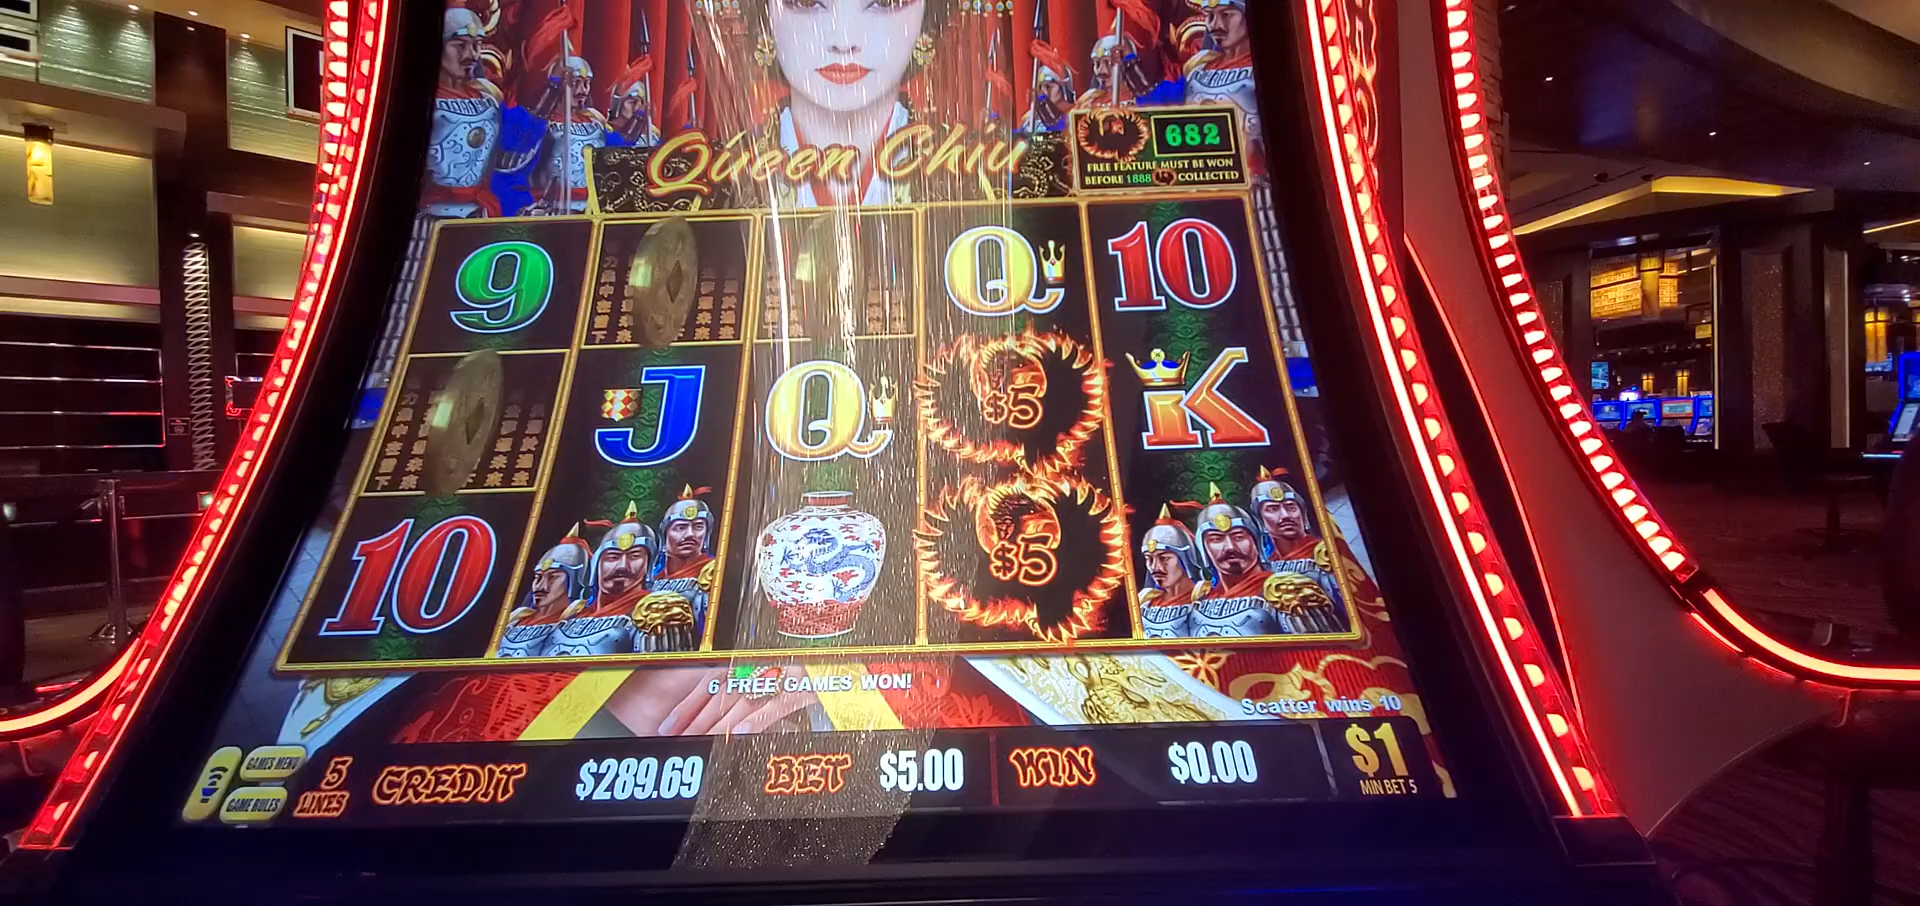 Queen Chiu
682
FREE FEATURE MUST BE WON
BEFORE 1888 COLLECTED
9
Q
10
J
Q
$5
K
10
$5
6 FREE GAMES WON!
Scatter wins 10
GAMES MENU
GAME RULES
5
LINES
CREDIT
$289.69
BET
$5.00
WIN
$0.00
$1
MIN BET 5